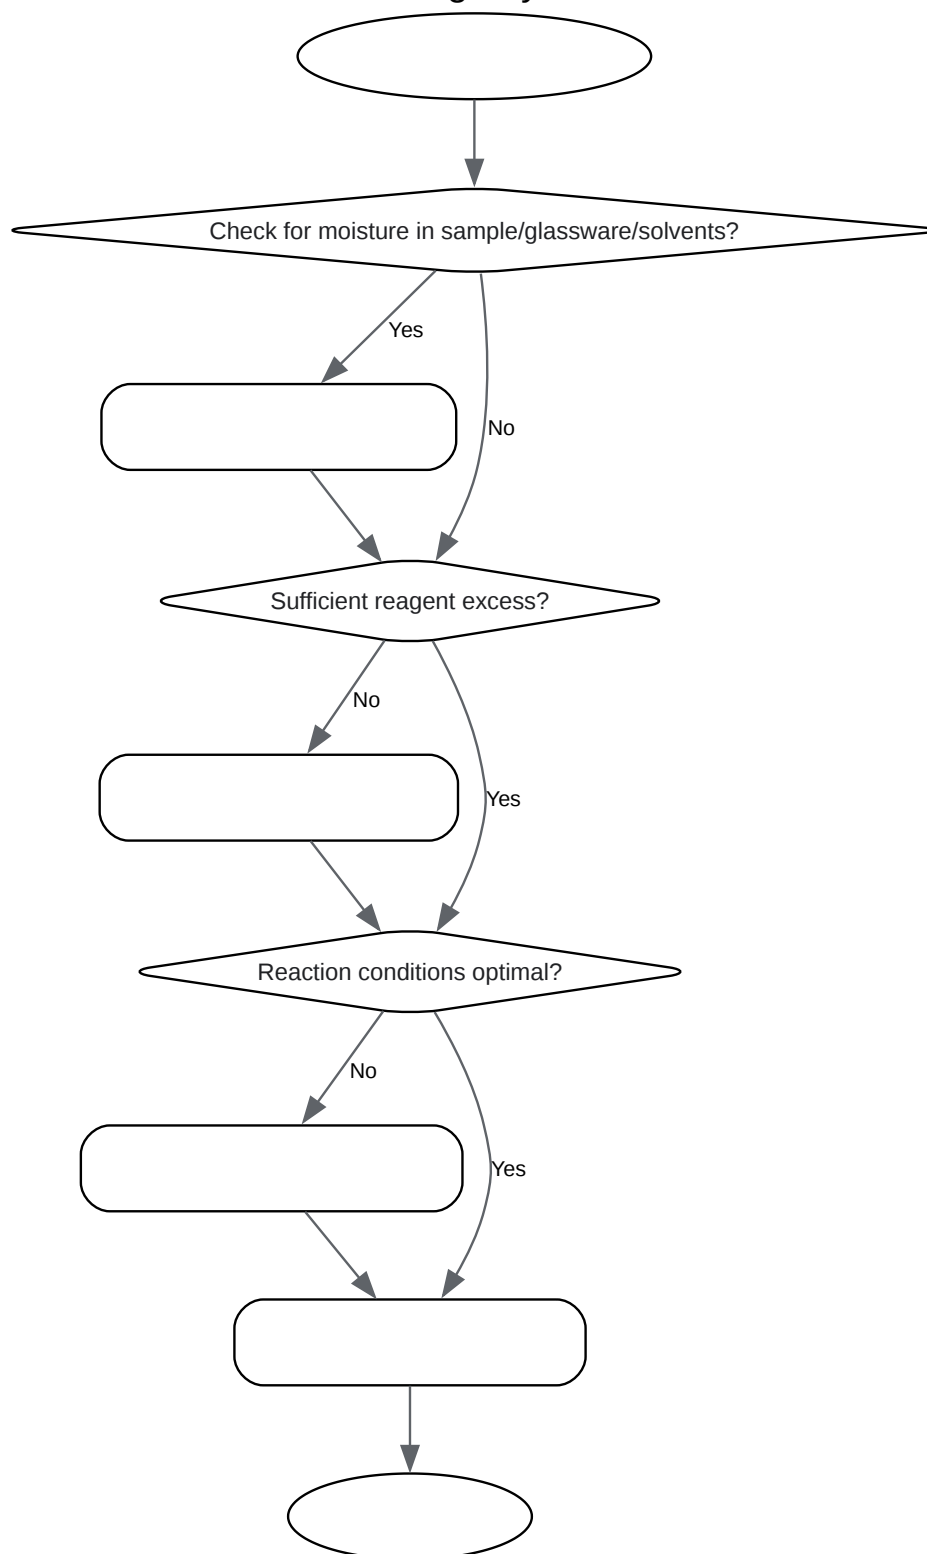 Check for moisture in sample/glassware/solvents?
Yes
No
Sufficient reagent excess?
No
Yes
Reaction conditions optimal?
No
Yes